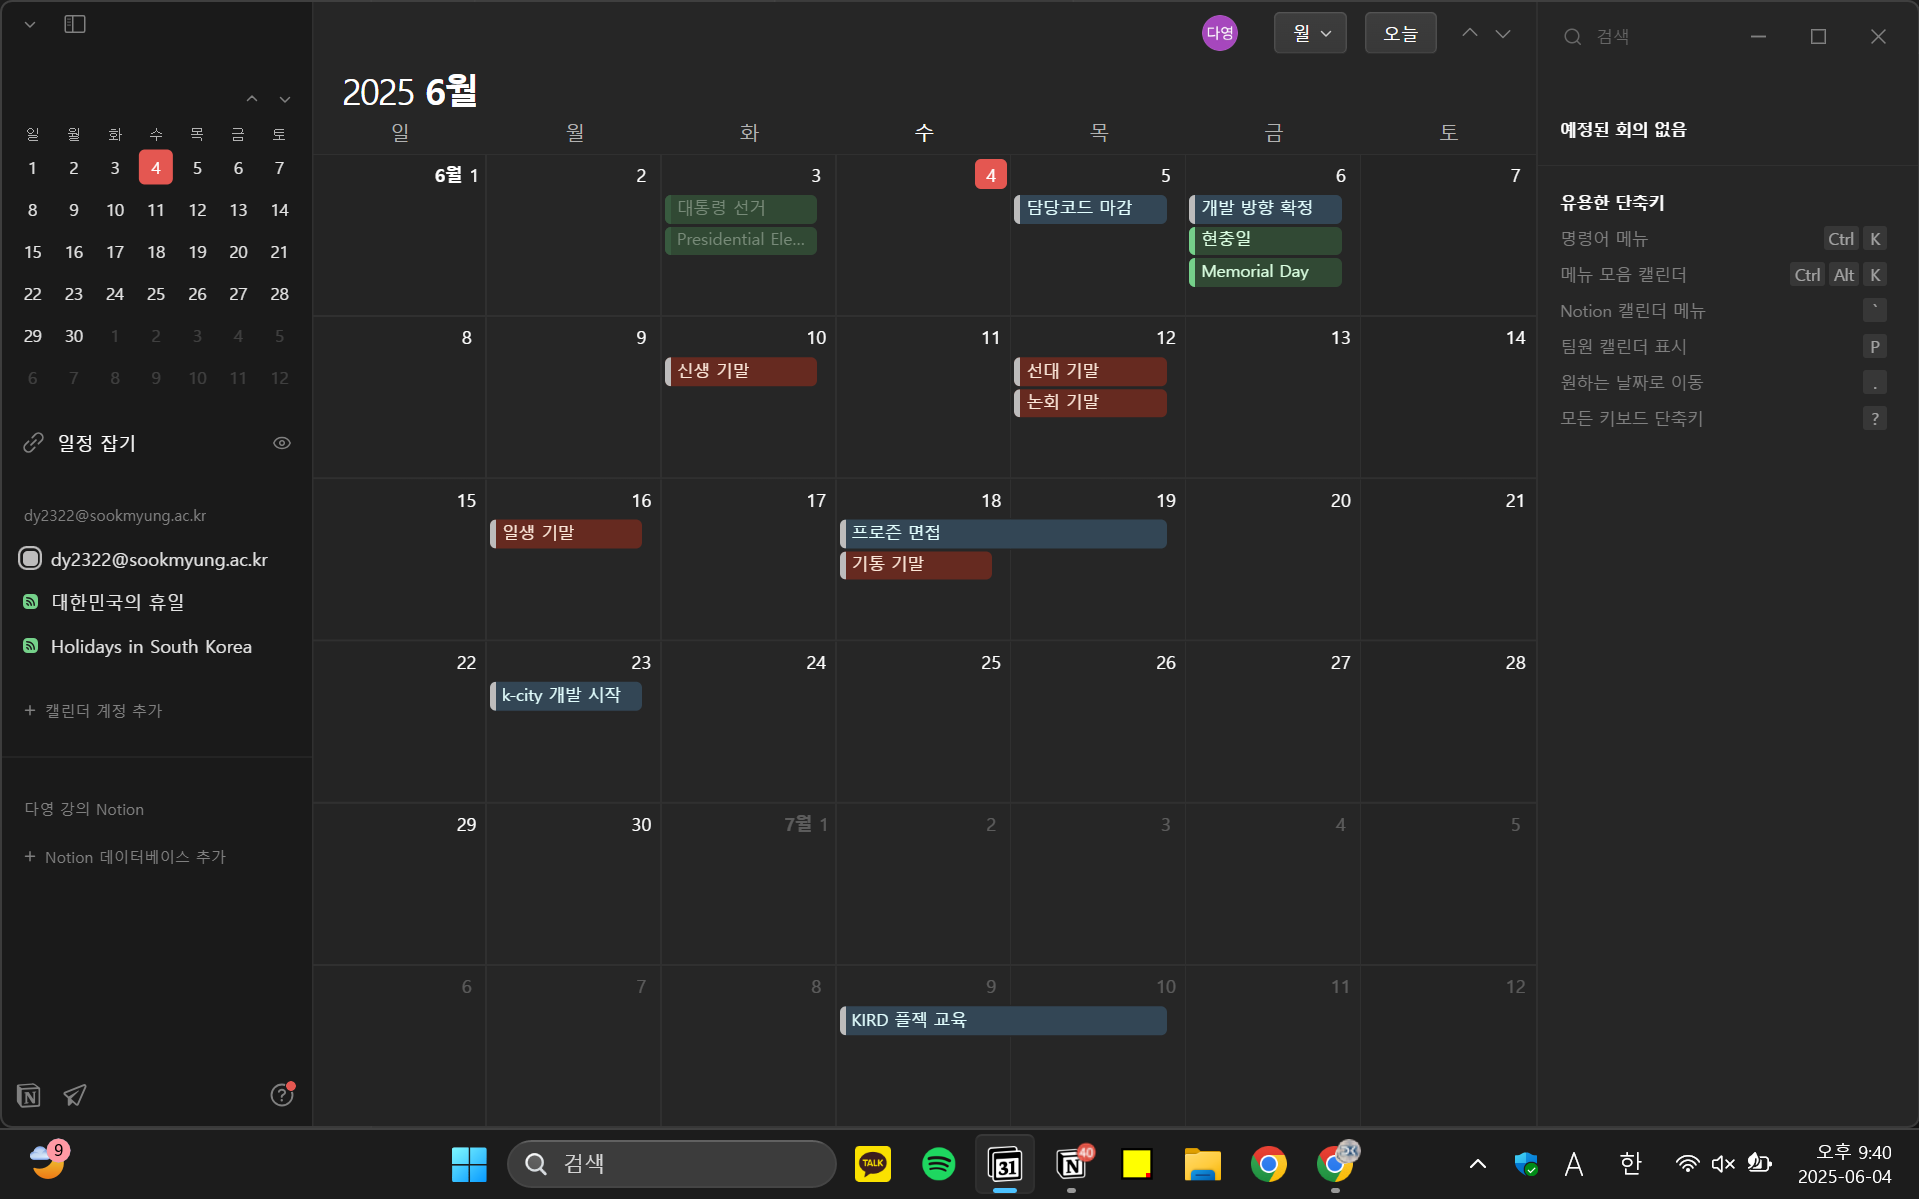 다영
월
오늘
검색
2025 6월
일 월 화 수 목 금 토
1 2 3 4 5 6 7
8 9 10 11 12 13 14
15 16 17 18 19 20 21
22 23 24 25 26 27 28
29 30 1 2 3 4 5
6 7 8 9 10 11 12
일정 잡기
dy2322@sookmyung.ac.kr
dy2322@sookmyung.ac.kr
대한민국의 휴일
Holidays in South Korea
+ 캘린더 계정 추가
다영 강의 Notion
+ Notion 데이터베이스 추가
일 월 화 수 목 금 토
6월 1 2 3 4 5 6 7
대통령 선거
Presidential Ele...
담당코드 마감
개발 방향 확정
현충일
Memorial Day
8 9 10 11 12 13 14
신생 기말
선대 기말
논회 기말
15 16 17 18 19 20 21
일생 기말
프로즌 면접
기통 기말
22 23 24 25 26 27 28
k-city 개발 시작
29 30 7월 1 2 3 4 5
6 7 8 9 10 11 12
KIRD 플젝 교육
예정된 회의 없음
유용한 단축키
명령어 메뉴 Ctrl K
메뉴 모음 캘린더 Ctrl Alt K
Notion 캘린더 메뉴 `
팀원 캘린더 표시 P
원하는 날짜로 이동 .
모든 키보드 단축키 ?
9
검색
TALK
31
N 40
A
한
오후 9:40
2025-06-04